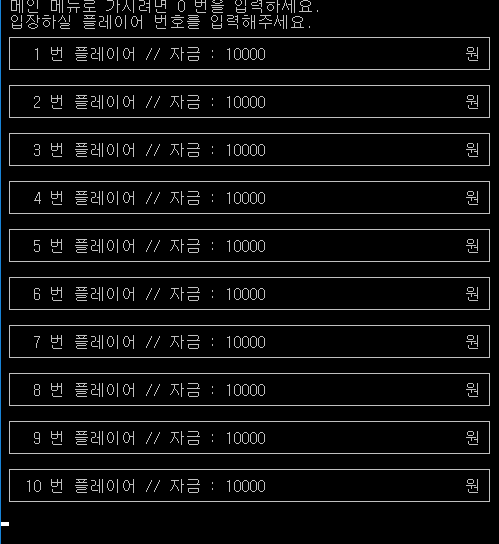 메인 메뉴로 가시려면 0 번을 입력하세요.
입장하실 플레이어 번호를 입력해주세요.
1 번 플레이어 // 자금 : 10000 원
2 번 플레이어 // 자금 : 10000 원
3 번 플레이어 // 자금 : 10000 원
4 번 플레이어 // 자금 : 10000 원
5 번 플레이어 // 자금 : 10000 원
6 번 플레이어 // 자금 : 10000 원
7 번 플레이어 // 자금 : 10000 원
8 번 플레이어 // 자금 : 10000 원
9 번 플레이어 // 자금 : 10000 원
10 번 플레이어 // 자금 : 10000 원